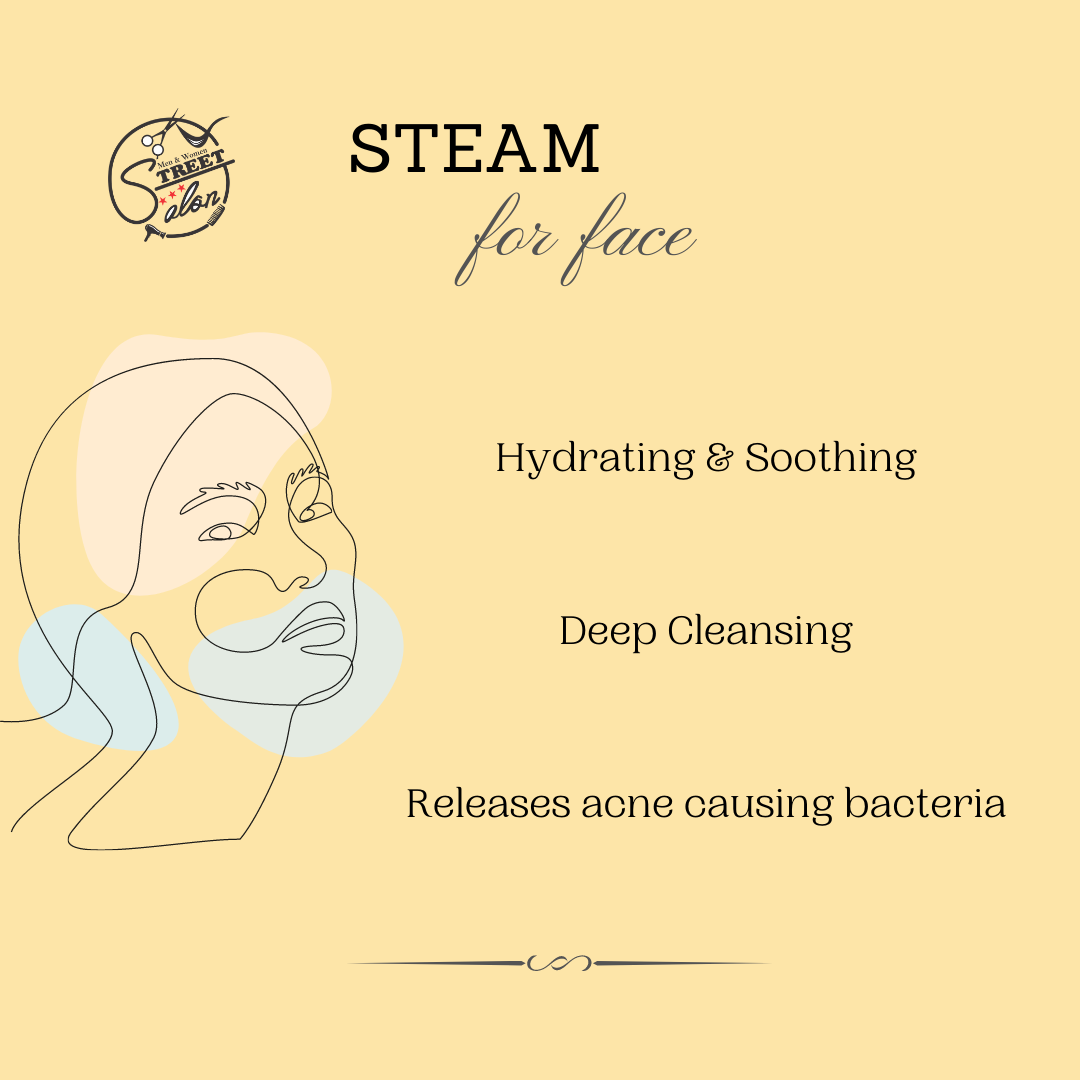 Men & Women
STREET
Salon
STEAM
for face
Hydrating & Soothing
Deep Cleansing
Releases acne causing bacteria